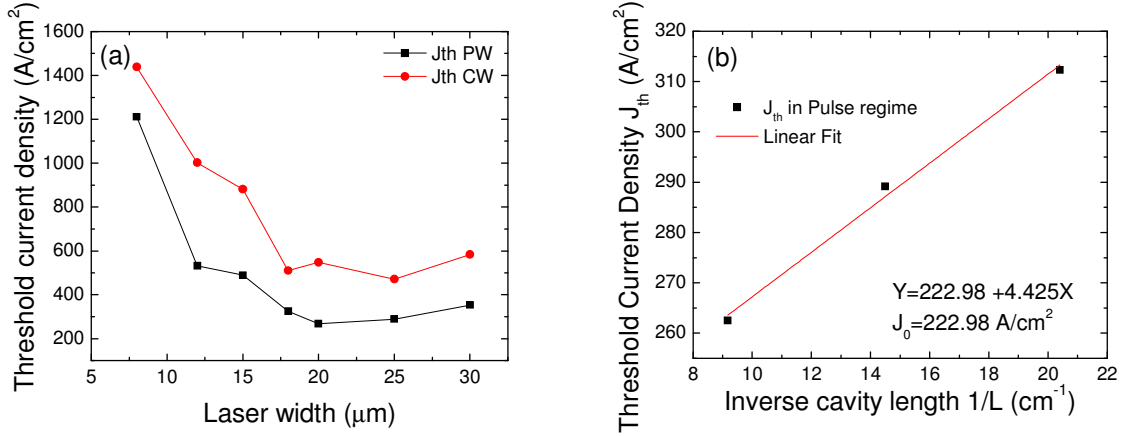 (a)
Jth PW
Jth CW
Threshold current density (A/cm²)
1600
1400
1200
1000
800
600
400
200
5 10 15 20 25 30
Laser width (μm)
(b)
J_th in Pulse regime
Linear Fit
Threshold Current Density J_th (A/cm²)
320
310
300
290
280
270
260
Y=222.98 +4.425X
J_0=222.98 A/cm²
8 10 12 14 16 18 20 22
Inverse cavity length 1/L (cm⁻¹)